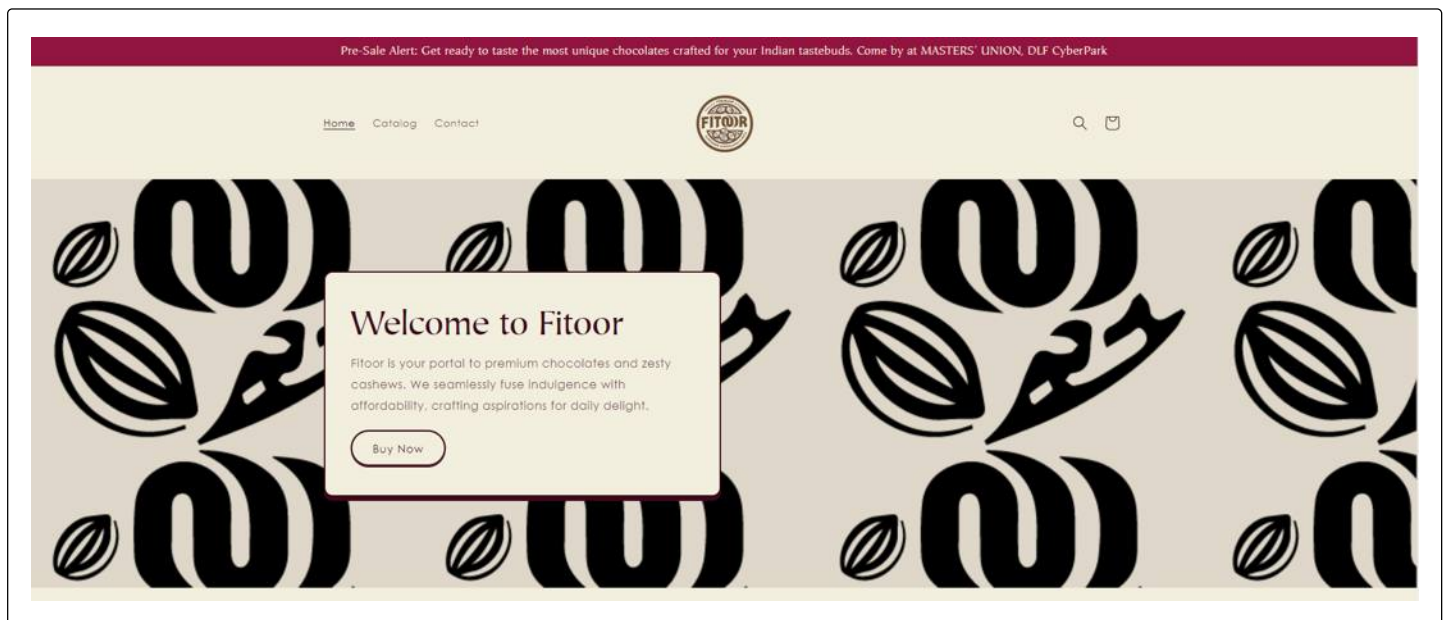 Pre-Sale Alert: Get ready to taste the most unique chocolates crafted for your Indian tastebuds. Come by at MASTERS' UNION, DLF CyberPark
Home Catalog Contact
FITOOR
Welcome to Fitoor
Fitoor is your portal to premium chocolates and zesty
cashews. We seamlessly fuse indulgence with
affordability, crafting aspirations for daily delight.
Buy Now